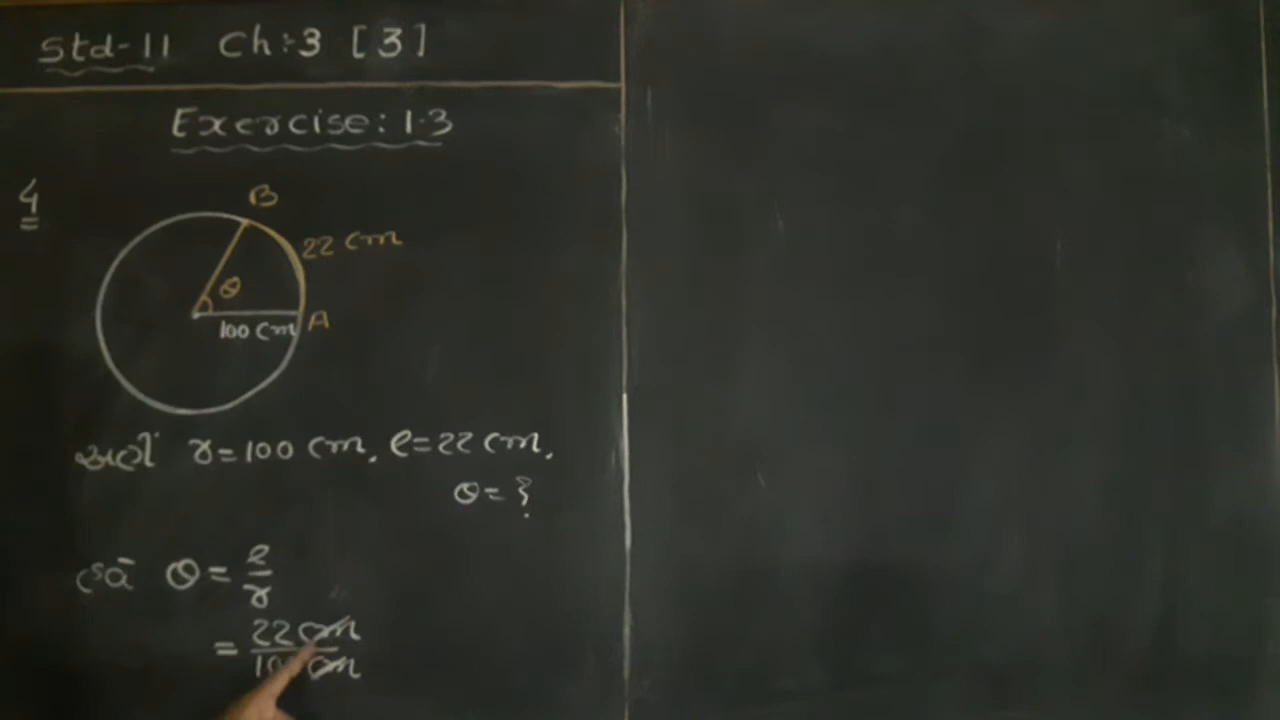 Std-11 Ch:-3 [3]
Exercise: 1.3
4
B
22 cm
θ
100 cm
A
અહીં r=100 cm, l=22 cm,
θ=?
હવે θ = l/r
= 22 cm
cm